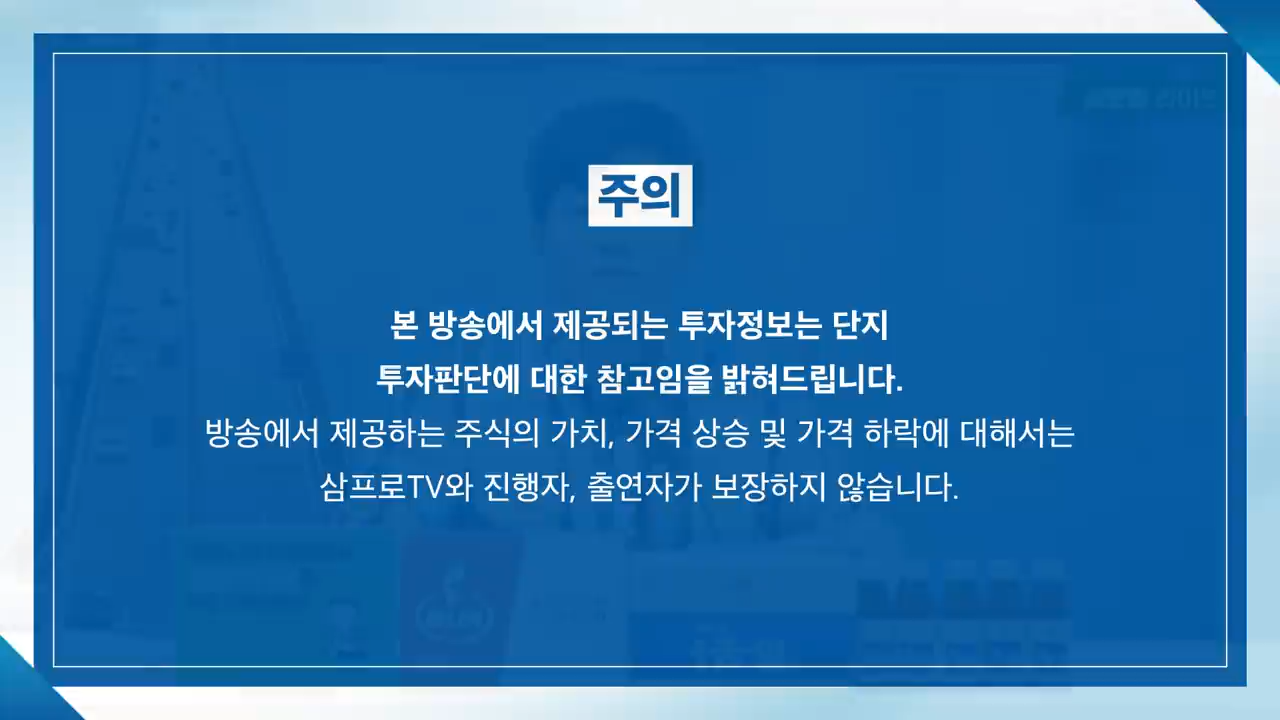 주의
본 방송에서 제공되는 투자정보는 단지
투자판단에 대한 참고임을 밝혀드립니다.
방송에서 제공하는 주식의 가치, 가격 상승 및 가격 하락에 대해서는
삼프로TV와 진행자, 출연자가 보장하지 않습니다.